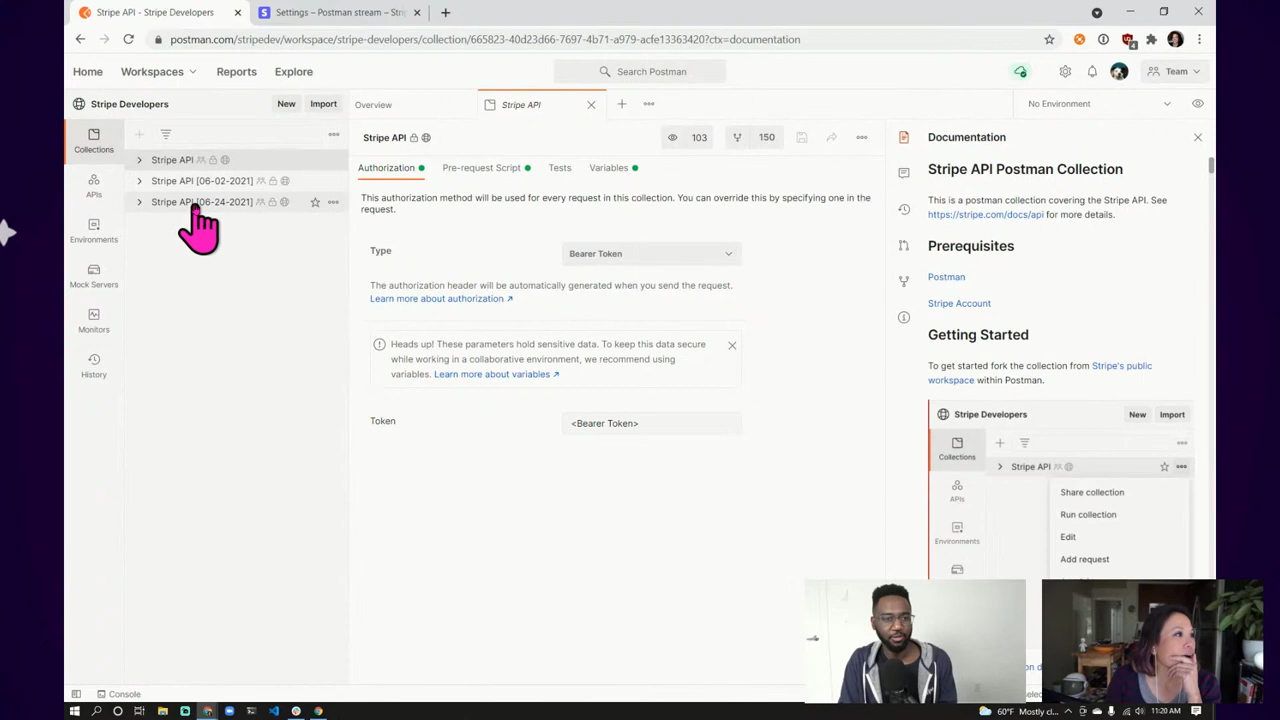 Stripe API - Stripe Developers
Settings – Postman stream – Stri
postman.com/stripedev/workspace/stripe-developers/collection/665823-40d23d66-7697-4b71-a979-acfe13363420?ctx=documentation
4
Home
Workspaces
Reports
Explore
Search Postman
Team
Stripe Developers
New
Import
Overview
Stripe API
No Environment
Collections
APIs
Environments
Mock Servers
Monitors
History
Stripe API
Stripe API [06-02-2021]
Stripe API [06-24-2021]
Stripe API
103
150
Authorization
Pre-request Script
Tests
Variables
This authorization method will be used for every request in this collection. You can override this by specifying one in the
request.
Type
Bearer Token
The authorization header will be automatically generated when you send the request.
Learn more about authorization ↗
Heads up! These parameters hold sensitive data. To keep this data secure
while working in a collaborative environment, we recommend using
variables. Learn more about variables ↗
Token
<Bearer Token>
Documentation
Stripe API Postman Collection
This is a postman collection covering the Stripe API. See
https://stripe.com/docs/api for more details.
Prerequisites
Postman
Stripe Account
Getting Started
To get started fork the collection from Stripe's public
workspace within Postman.
Stripe Developers
New
Import
Collections
APIs
Environments
Stripe API
Share collection
Run collection
Edit
Add request
Console
60°F Mostly cl...
11:20 AM